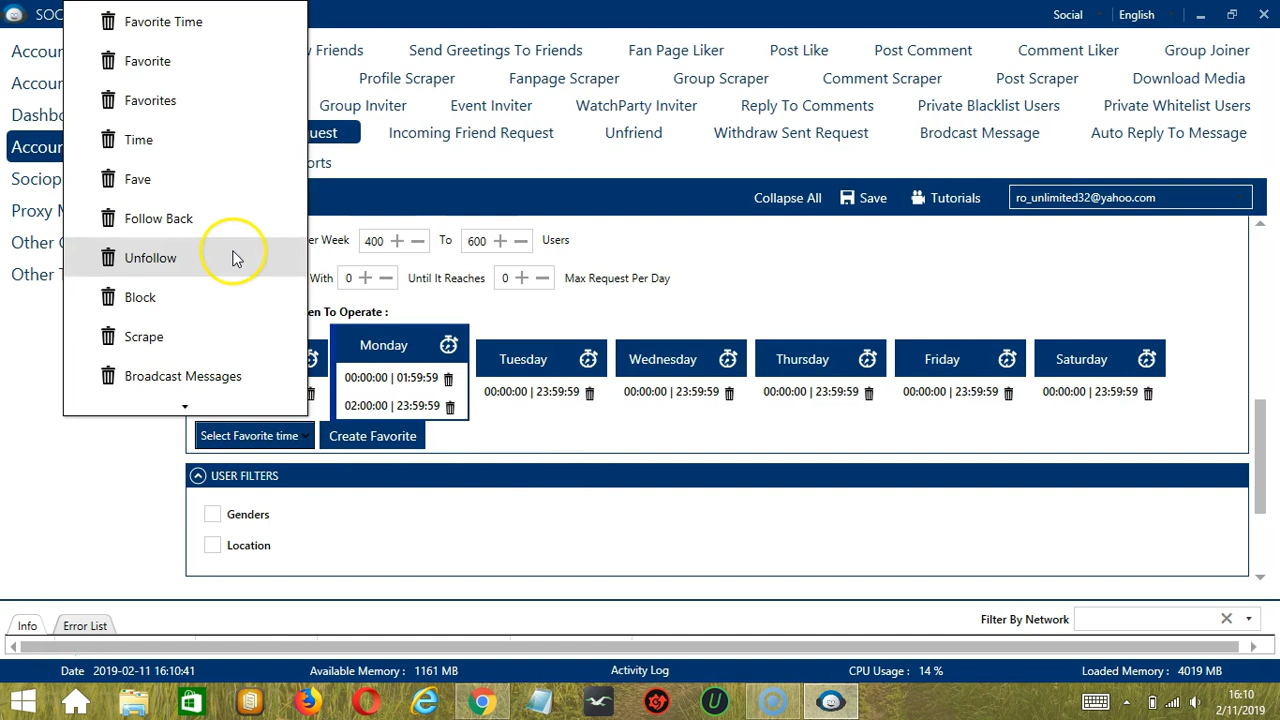 SOC
Social
English
Favorite Time
Favorite
Favorites
Time
Fave
Follow Back
Unfollow
Block
Scrape
Broadcast Messages
Accou
Accou
Dashbo
Accou
Sociop
Proxy M
Other
Other T
w Friends
Send Greetings To Friends
Fan Page Liker
Post Like
Post Comment
Comment Liker
Group Joiner
Profile Scraper
Fanpage Scraper
Group Scraper
Comment Scraper
Post Scraper
Download Media
Group Inviter
Event Inviter
WatchParty Inviter
Reply To Comments
Private Blacklist Users
Private Whitelist Users
uest
Incoming Friend Request
Unfriend
Withdraw Sent Request
Brodcast Message
Auto Reply To Message
orts
Collapse All
Save
Tutorials
ro_unlimited32@yahoo.com
er Week 400 + − To 600 + − Users
With 0 + − Until It Reaches 0 + − Max Request Per Day
en To Operate :
Monday
Tuesday
Wednesday
Thursday
Friday
Saturday
00:00:00 | 01:59:59
02:00:00 | 23:59:59
00:00:00 | 23:59:59
00:00:00 | 23:59:59
00:00:00 | 23:59:59
00:00:00 | 23:59:59
00:00:00 | 23:59:59
Select Favorite time
Create Favorite
USER FILTERS
Genders
Location
Info
Error List
Filter By Network
Date 2019-02-11 16:10:41
Available Memory : 1161 MB
Activity Log
CPU Usage : 14 %
Loaded Memory : 4019 MB
16:10
2/11/2019